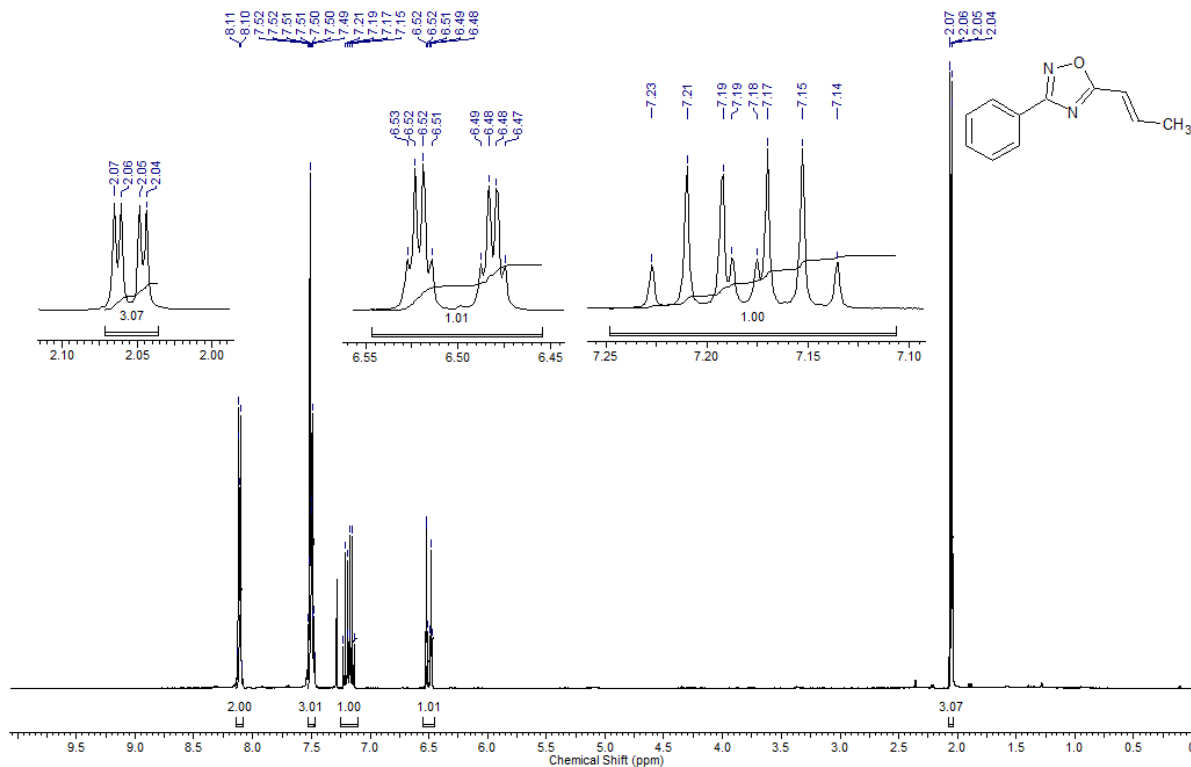 8.11 8.10 7.52 7.52 7.51 7.51 7.50 7.50 7.49 7.21 7.19 7.17 7.15 6.52 6.52 6.51 6.49 6.48
2.07 2.06 2.05 2.04
2.07 2.06 2.05 2.04
6.53 6.52 6.52 6.51 6.49 6.48 6.48 6.47
7.23 7.21 7.19 7.19 7.18 7.17 7.15 7.14
O
N
N
CH3
3.07
1.01
1.00
2.10 2.05 2.00
6.55 6.50 6.45
7.25 7.20 7.15 7.10
2.00 3.01 1.00 1.01 3.07
9.5 9.0 8.5 8.0 7.5 7.0 6.5 6.0 5.5 5.0 4.5 4.0 3.5 3.0 2.5 2.0 1.5 1.0 0.5 0
Chemical Shift (ppm)